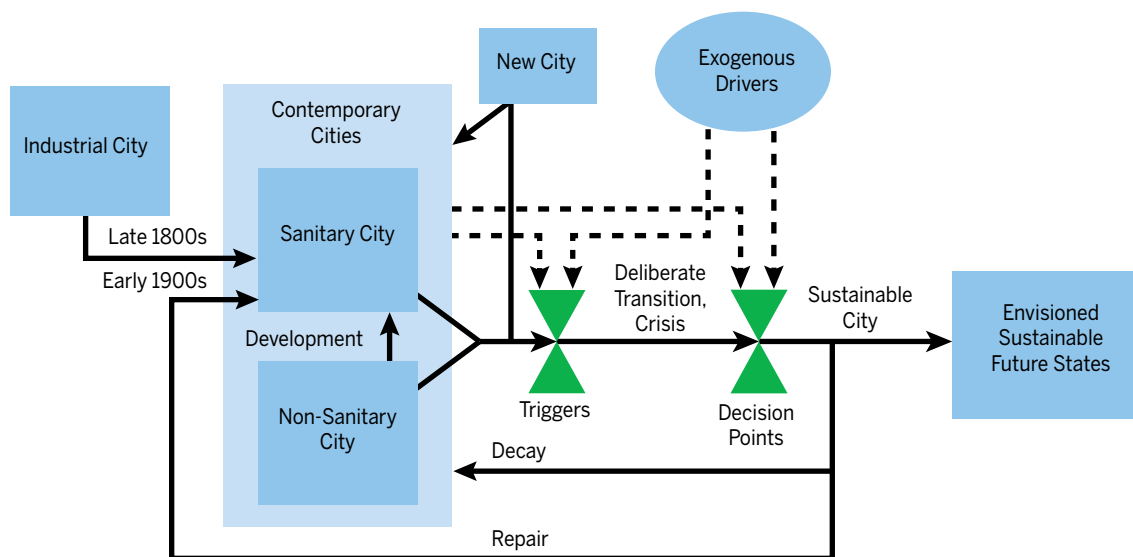 New City
Exogenous
Drivers
Contemporary
Cities
Industrial City
Sanitary City
Late 1800s
Early 1900s
Development
Non-Sanitary
City
Deliberate
Transition,
Crisis
Sustainable
City
Envisioned
Sustainable
Future States
Triggers
Decision
Points
Decay
Repair